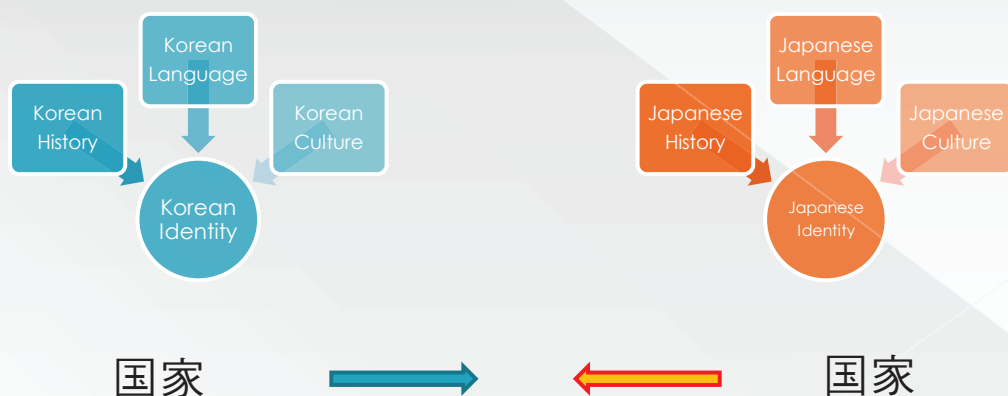 Korean
Language
Korean
History
Korean
Culture
Korean
Identity
Japanese
Language
Japanese
History
Japanese
Culture
Japanese
Identity
国家
国家